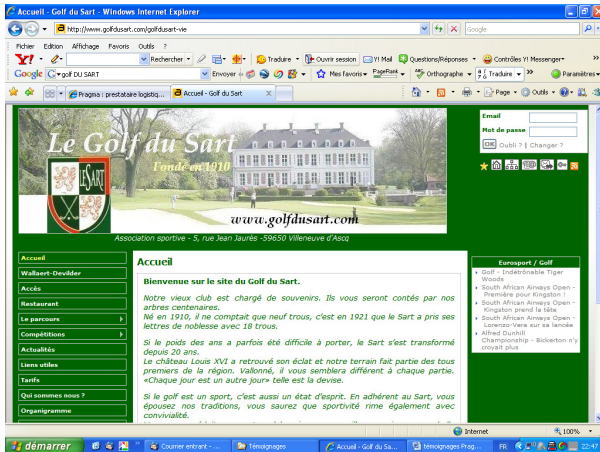 Accueil - Golf du Sart - Windows Internet Explorer
http://www.golfdusart.com/golfdusart-vie
Google
Fichier Edition Affichage Favoris Outils ?
Y! Rechercher Traduire Ouvrir session Y! Mail Questions/Réponses Contrôles Y! Messenger
Google golf DU SART Envoyer Mes favoris PageRank Orthographe Traduire Paramètres
Pragma : prestataire logistiq... Accueil - Golf du Sart Page Outils
Le Golf du Sart
Fondé en 1910
LE SART
www.golfdusart.com
Association sportive - 5, rue Jean Jaurès -59650 Villeneuve d'Ascq
Email
Mot de passe
OK Oubli ? | Changer ?
Accueil
Wallaert-Devilder
Accès
Restaurant
Le parcours
Compétitions
Actualités
Liens utiles
Tarifs
Qui sommes nous ?
Organigramme
Accueil
Bienvenue sur le site du Golf du Sart.
Notre vieux club est chargé de souvenirs. Ils vous seront contés par nos
arbres centenaires.
Né en 1910, il ne comptait que neuf trous, c'est en 1921 que le Sart a pris ses
lettres de noblesse avec 18 trous.
Si le poids des ans a parfois été difficile à porter, le Sart s'est transformé
depuis 20 ans.
Le château Louis XVI a retrouvé son éclat et notre terrain fait partie des tous
premiers de la région. Vallonné, il vous semblera différent à chaque partie.
«Chaque jour est un autre jour» telle est la devise.
Si le golf est un sport, c'est aussi un état d'esprit. En adhérent au Sart, vous
épousez nos traditions, vous saurez que sportivité rime également avec
convivialité.
Eurosport / Golf
Golf - Indétrônable Tiger
Woods
South African Airways Open -
Première pour Kingston !
South African Airways Open -
Kingston prend la tête
South African Airways Open -
Lorenzo-Vera sur sa lancée
Alfred Dunhill
Championship - Bickerton n'y
croyait plus
Internet 100%
démarrer Courrier entrant - ... Témoignages Accueil - Golf du Sa... témoignages Prag... FR 22:47